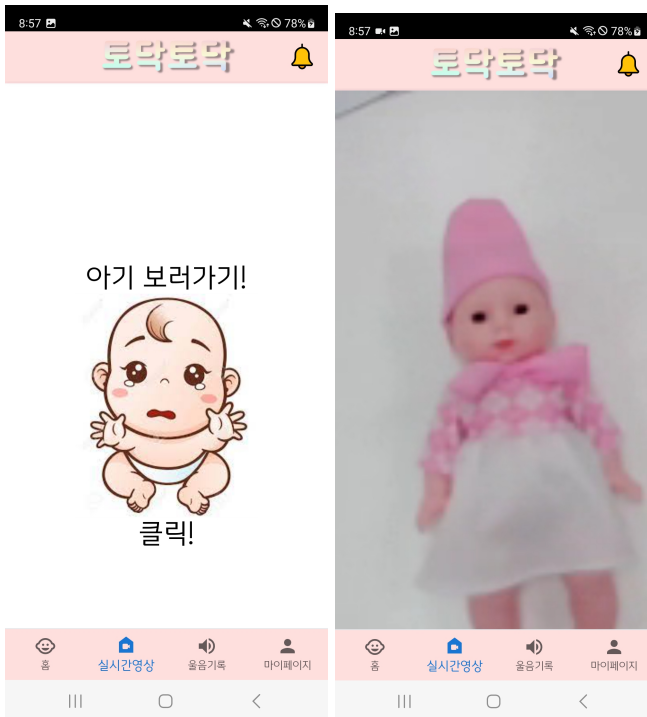 8:57
78%
토닥토닥
아기 보러가기!
클릭!
홈
실시간영상
울음기록
마이페이지
8:57
78%
토닥토닥
홈
실시간영상
울음기록
마이페이지